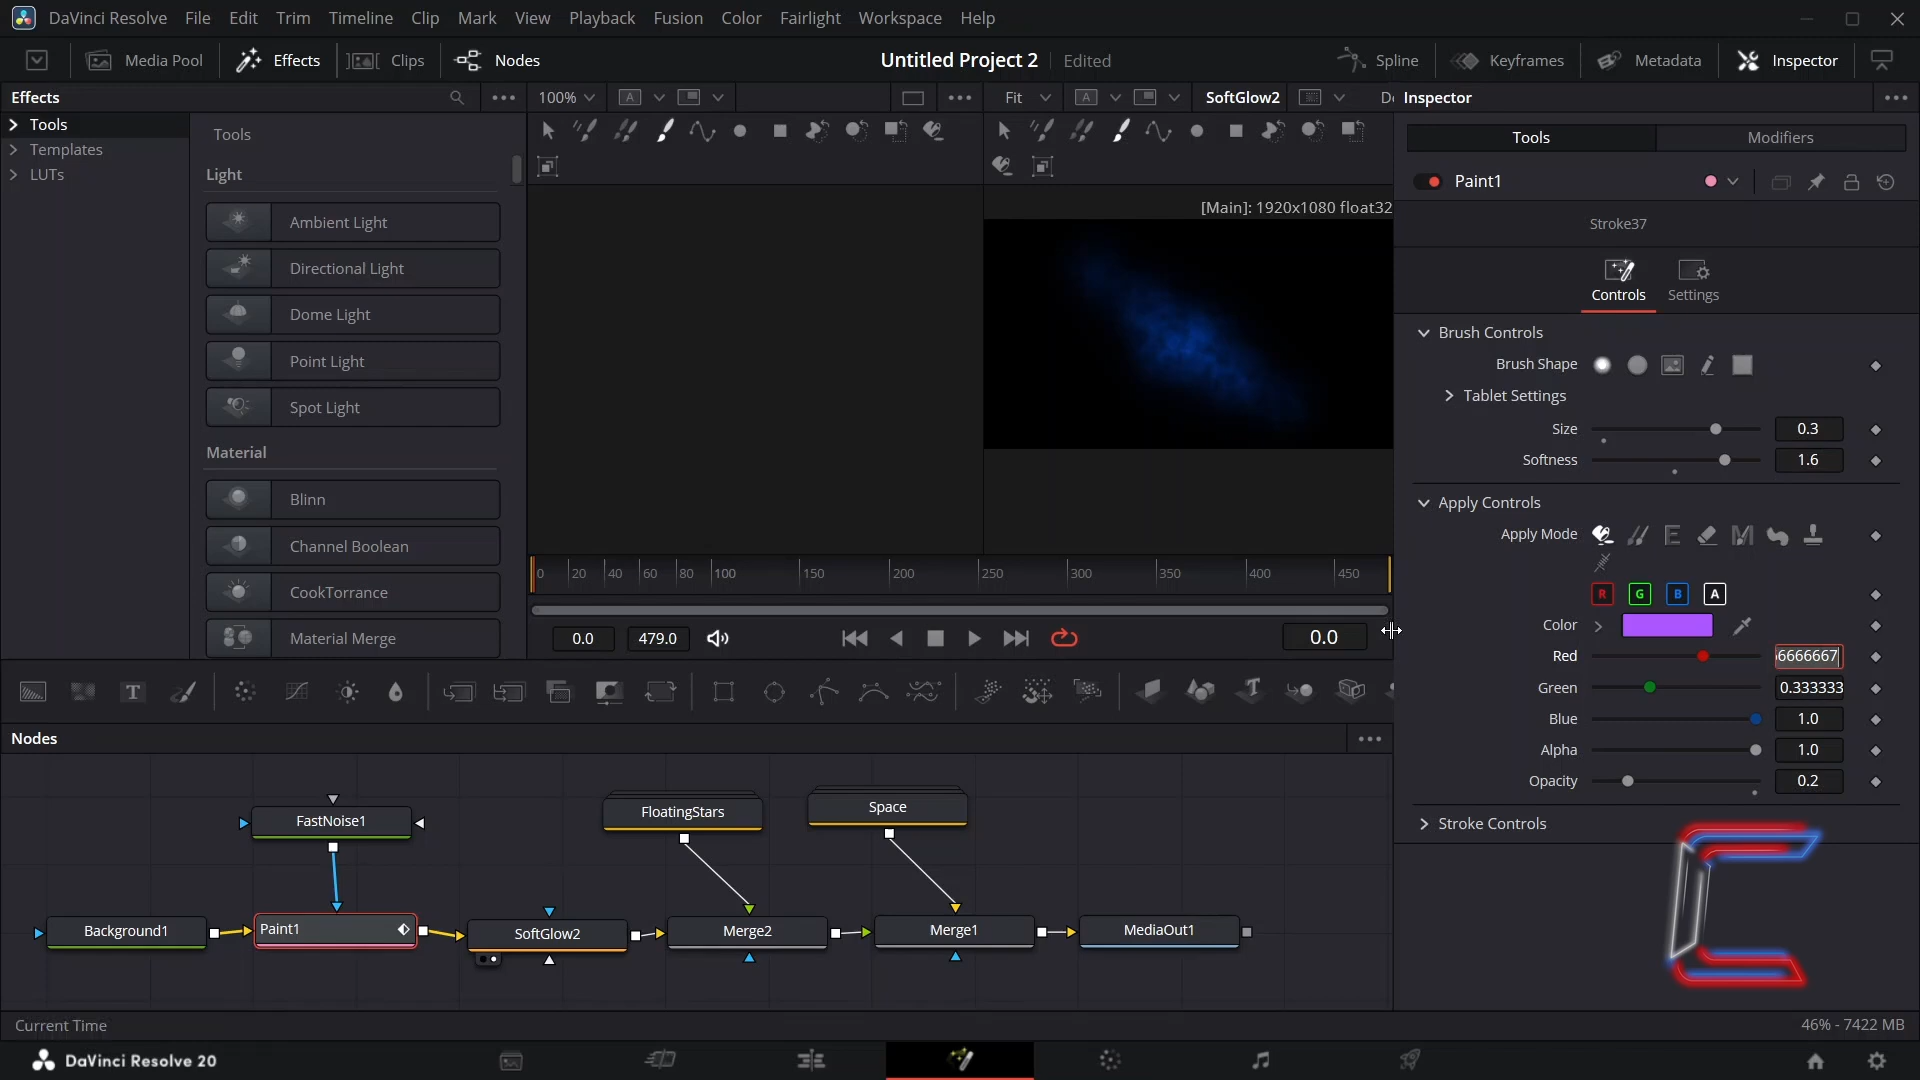 DaVinci Resolve File Edit Trim Timeline Clip Mark View Playback Fusion Color Fairlight Workspace Help
Media Pool Effects Clips Nodes Untitled Project 2 Edited Spline Keyframes Metadata Inspector
Effects 100% A Fit A SoftGlow2 Inspector
Tools
Templates
LUTs
Tools
Light
Ambient Light
Directional Light
Dome Light
Point Light
Spot Light
Material
Blinn
Channel Boolean
CookTorrance
Material Merge
[Main]: 1920x1080 float32
0 20 40 60 80 100 150 200 250 300 350 400 450
0.0 479.0 0.0
Tools Modifiers
Paint1
Stroke37
Controls Settings
Brush Controls
Brush Shape
Tablet Settings
Size 0.3
Softness 1.6
Apply Controls
Apply Mode
R G B A
Color
Red 6666667
Green 0.333333
Blue 1.0
Alpha 1.0
Opacity 0.2
Stroke Controls
T T
Nodes
FastNoise1 FloatingStars Space
Background1 Paint1 SoftGlow2 Merge2 Merge1 MediaOut1
Current Time 46% - 7422 MB
DaVinci Resolve 20